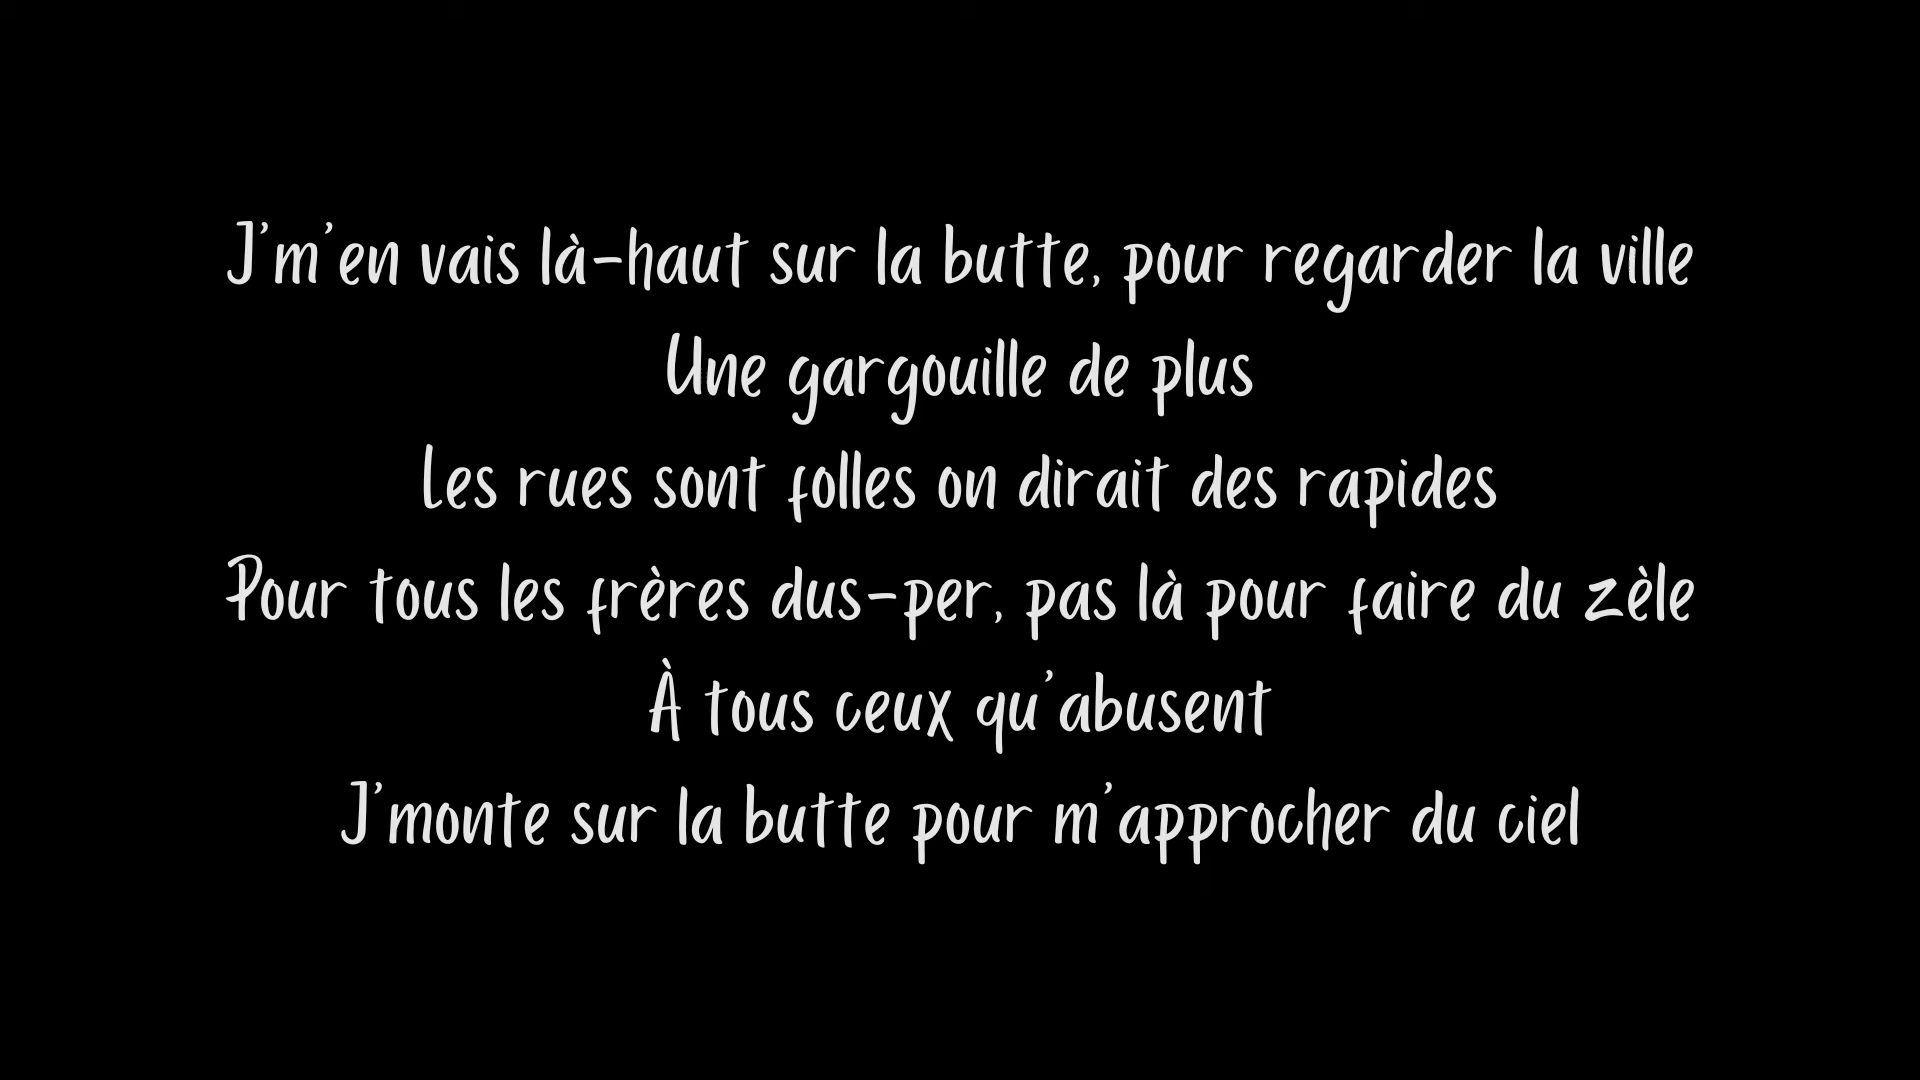 J'm'en vais là-haut sur la butte, pour regarder la ville
Une gargouille de plus
Les rues sont folles on dirait des rapides
Pour tous les frères dus-per, pas là pour faire du zèle
À tous ceux qu'abusent
J'monte sur la butte pour m'approcher du ciel